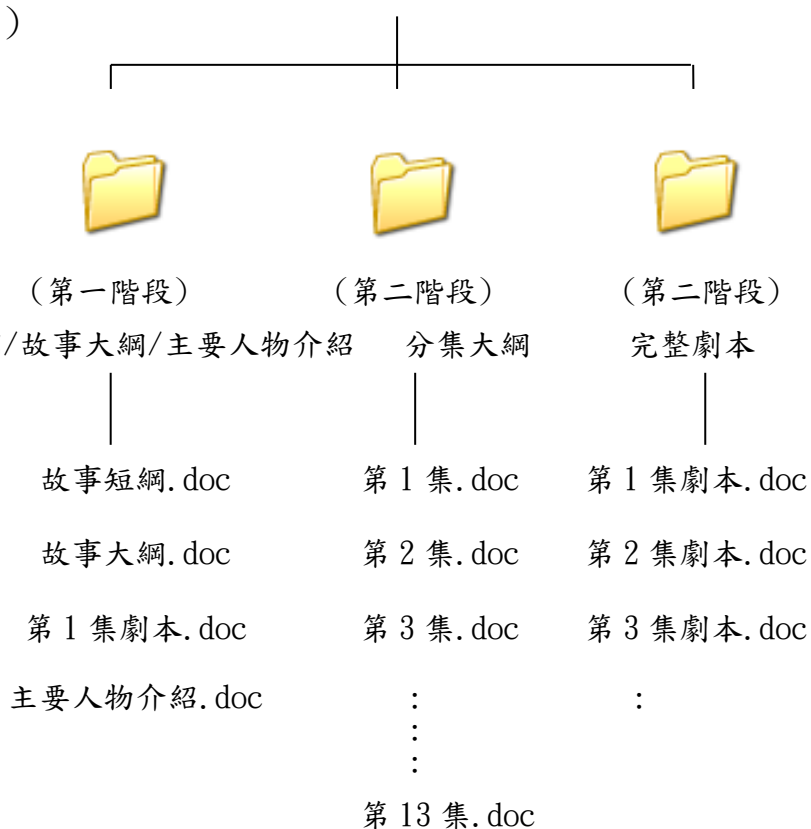 )
(第一階段) (第二階段) (第二階段)
/故事大綱/主要人物介紹 分集大綱 完整劇本
故事短綱.doc 第 1 集.doc 第 1 集劇本.doc
故事大綱.doc 第 2 集.doc 第 2 集劇本.doc
第 1 集劇本.doc 第 3 集.doc 第 3 集劇本.doc
主要人物介紹.doc : :
:
:
第 13 集.doc